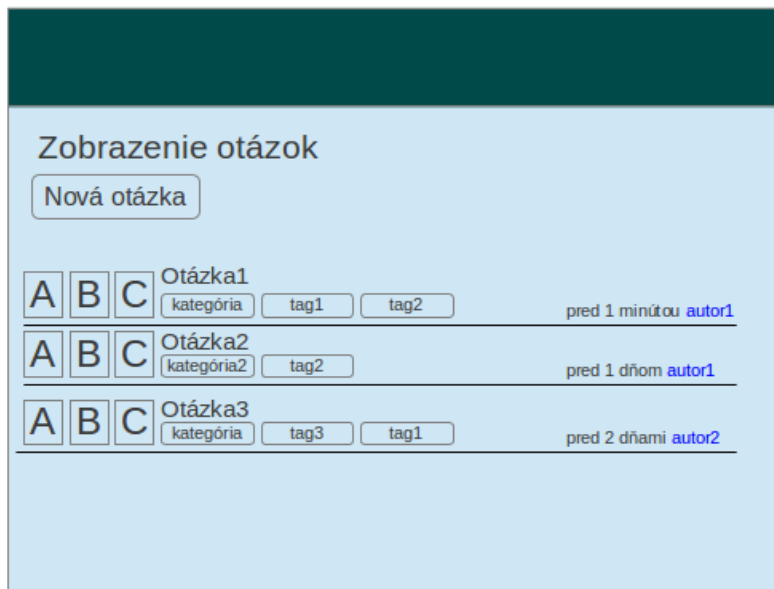 Zobrazenie otázok
Nová otázka
A B C Otázka1
kategória tag1 tag2 pred 1 minútou autor1
A B C Otázka2
kategória2 tag2 pred 1 dňom autor1
A B C Otázka3
kategória tag3 tag1 pred 2 dňami autor2